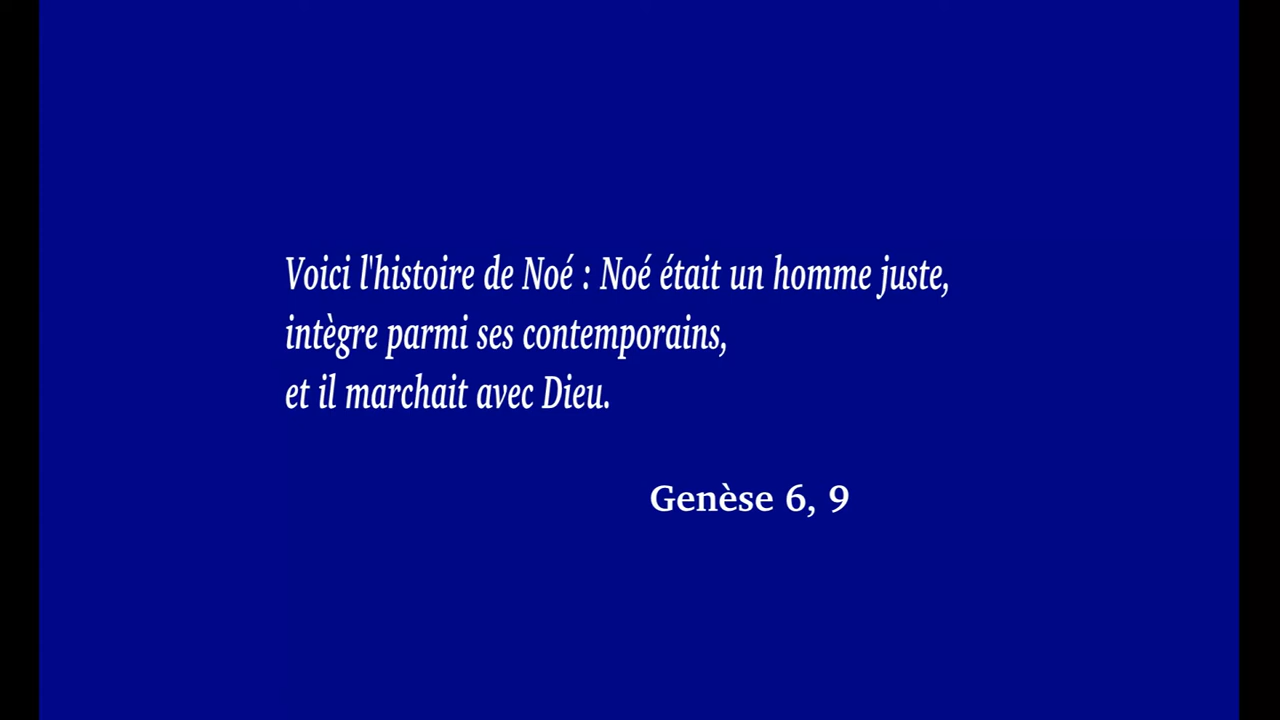 Voici l'histoire de Noé : Noé était un homme juste,
intègre parmi ses contemporains,
et il marchait avec Dieu.
Genèse 6, 9